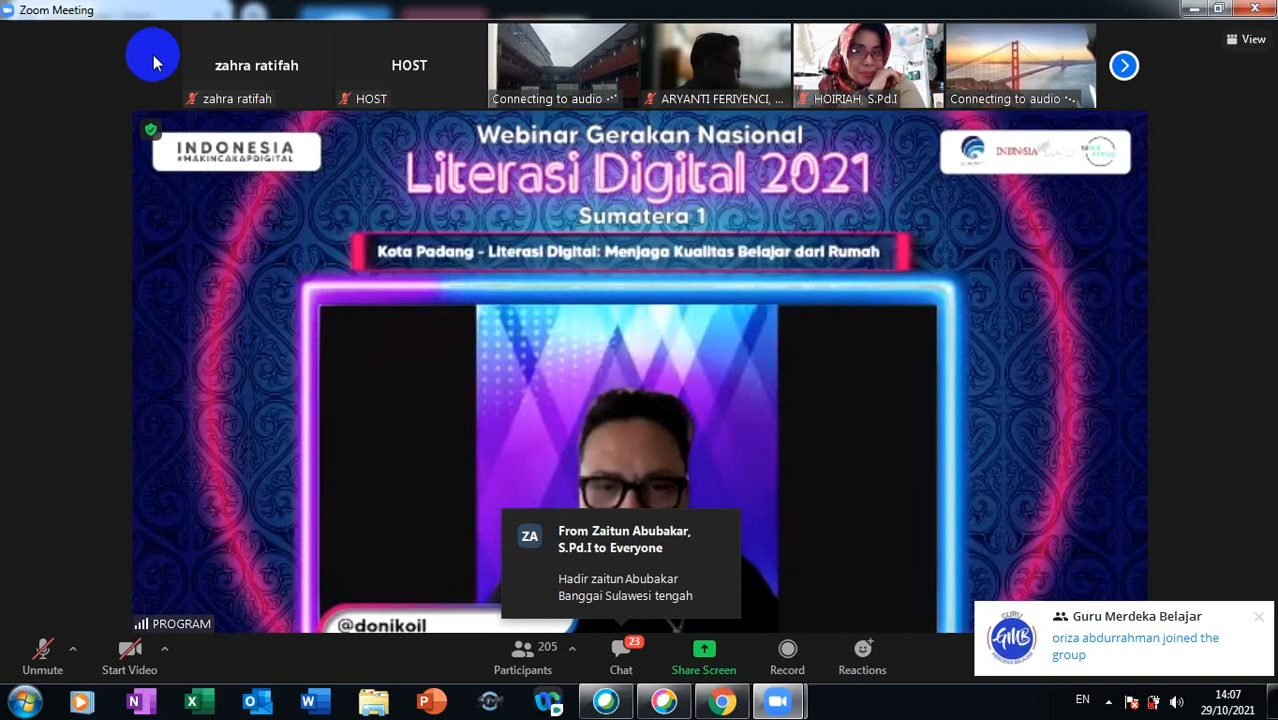 Zoom Meeting
View
zahra ratifah
HOST
zahra ratifah
HOST
Connecting to audio
ARYANTI FERIYENCI, ...
HOIRIAH, S.Pd.I
Connecting to audio
INDONESIA
#MAKINCAKAPDIGITAL
Webinar Gerakan Nasional
Literasi Digital 2021
Sumatera 1
Kota Padang - Literasi Digital: Menjaga Kualitas Belajar dari Rumah
ZA
From Zaitun Abubakar,
S.Pd.I to Everyone
Hadir zaitun Abubakar
Banggai Sulawesi tengah
@donikoil
PROGRAM
GMB
Guru Merdeka Belajar
oriza abdurrahman joined the
group
Unmute
Start Video
205
Participants
23
Chat
Share Screen
Record
Reactions
EN
14:07
29/10/2021